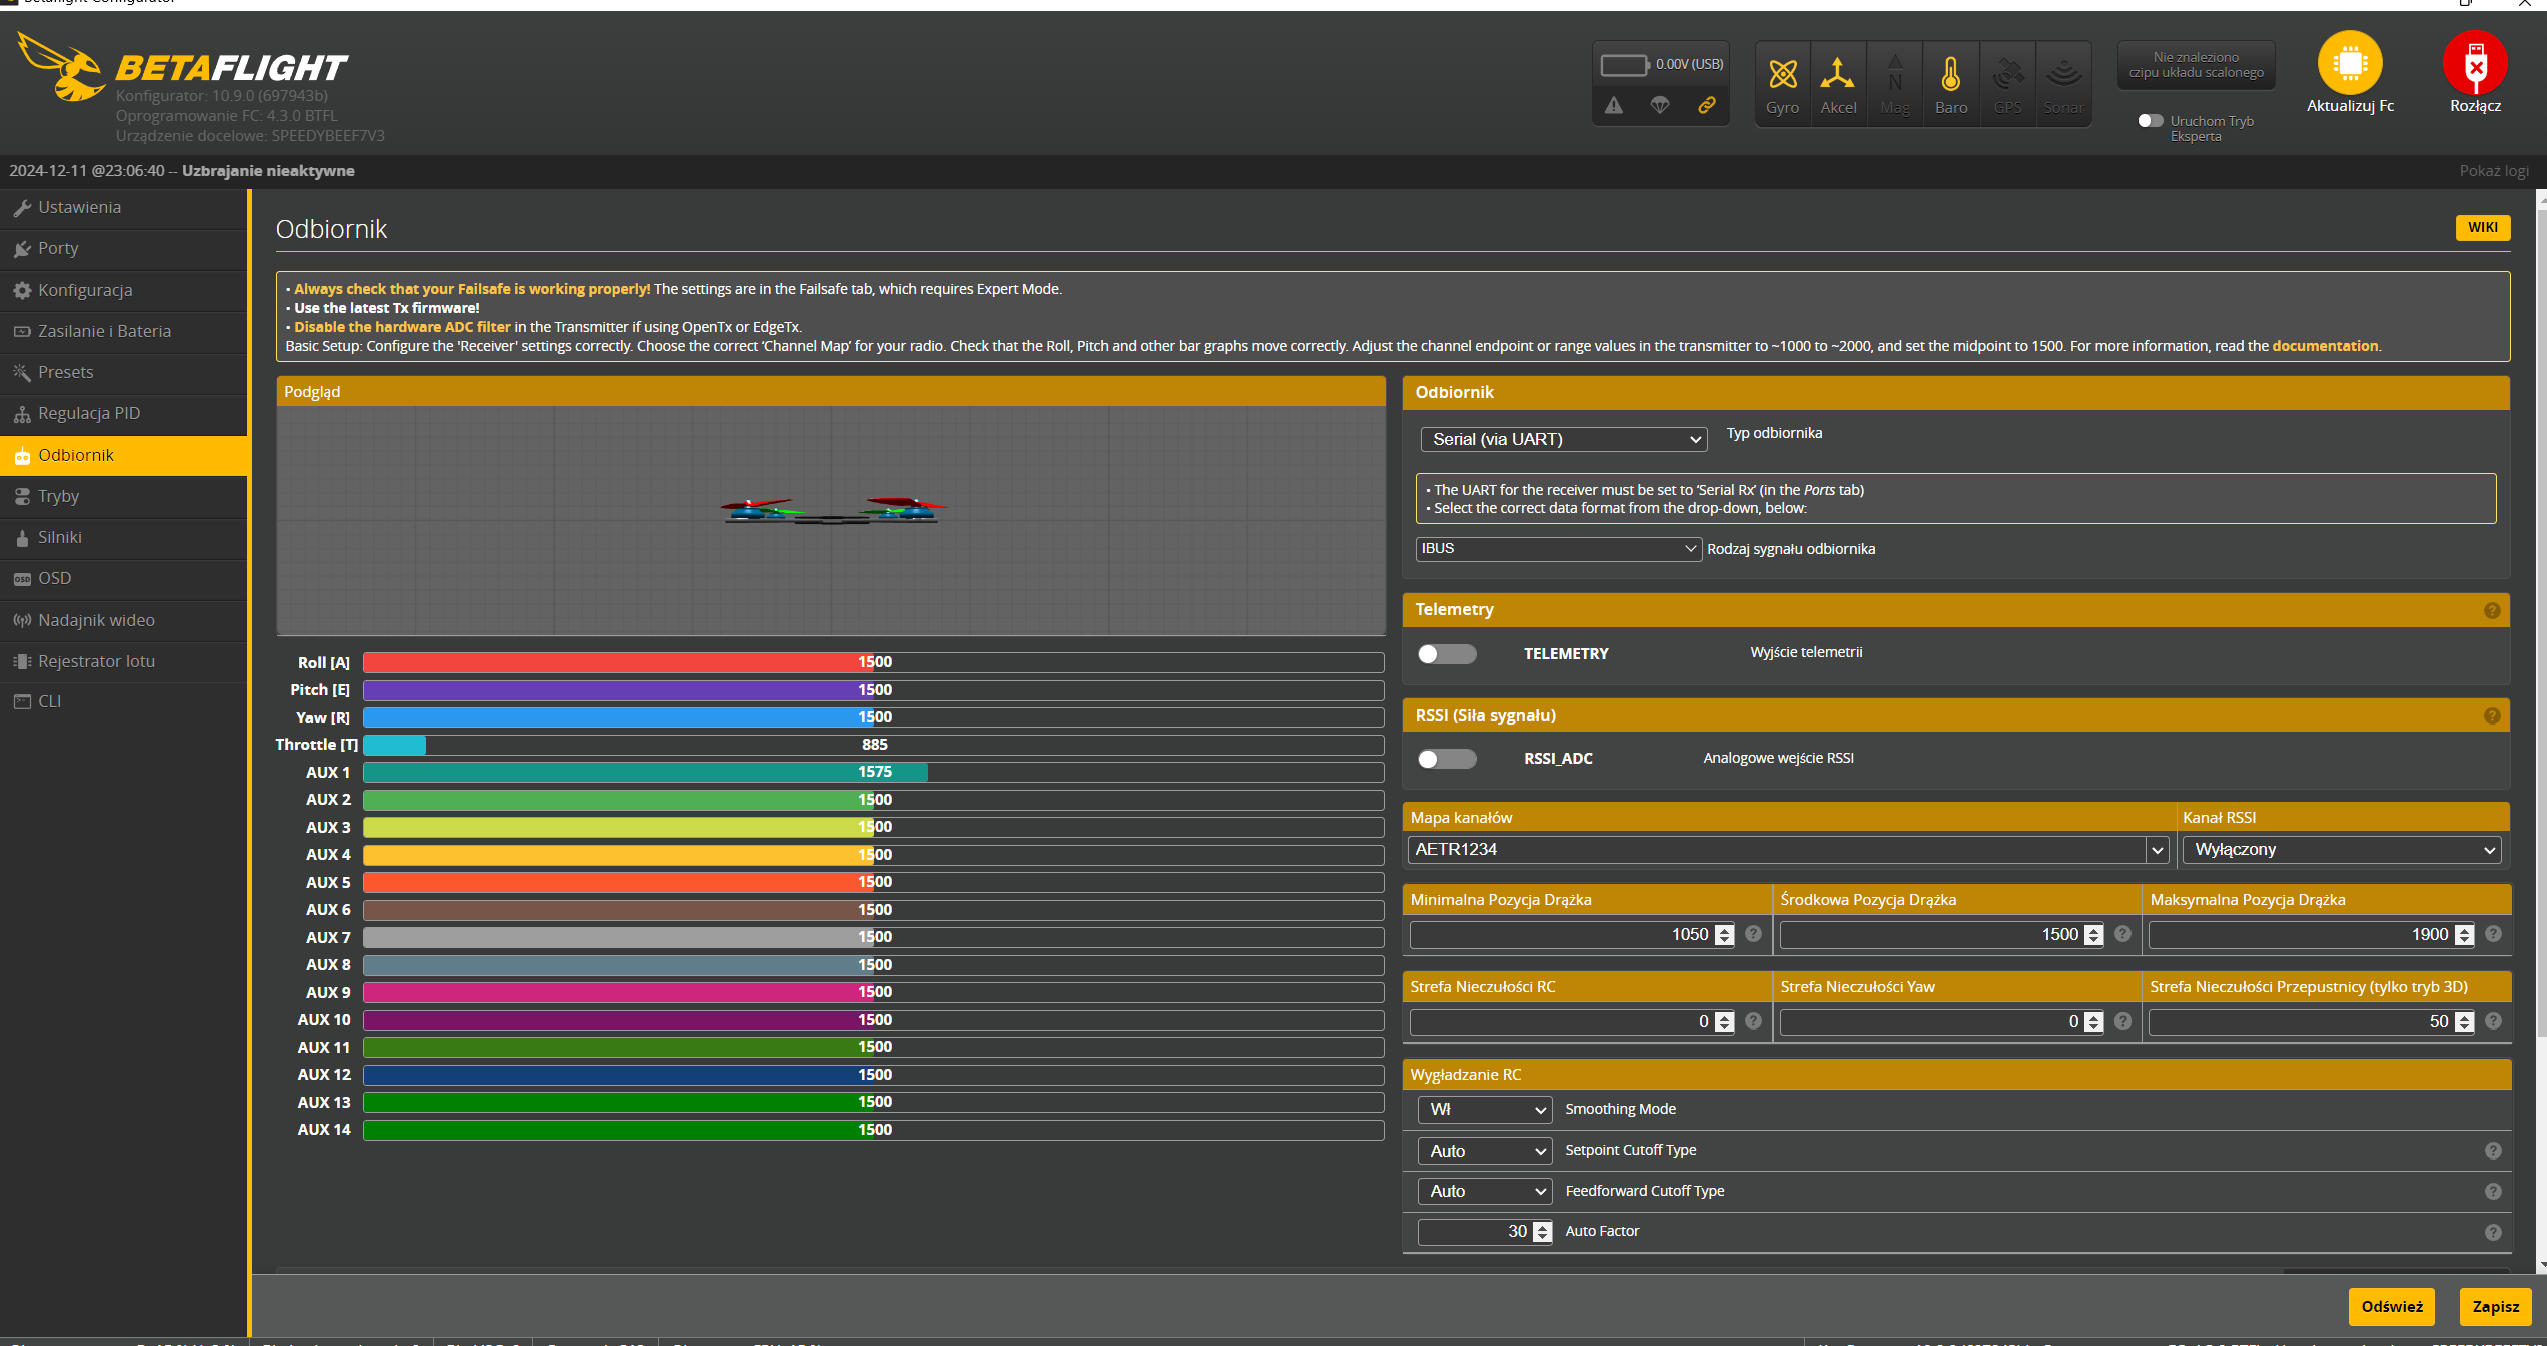 BETAFLIGHT
Konfigurator: 10.9.0 (697943b)
Oprogramowanie FC: 4.3.0 BTFL
Urządzenie docelowe: SPEEDYBEEF7V3
0.00V (USB)
Gyro
Akcel
Mag
Baro
GPS
Sonar
Nie znaleziono
czipu układu scalonego
Uruchom Tryb
Eksperta
Aktualizuj Fc
Rozłącz
2024-12-11 @23:06:40 -- Uzbrajanie nieaktywne
Pokaż logi
Ustawienia
Porty
Konfiguracja
Zasilanie i Bateria
Presets
Regulacja PID
Odbiornik
Tryby
Silniki
OSD
Nadajnik wideo
Rejestrator lotu
CLI
Odbiornik
WIKI
• Always check that your Failsafe is working properly! The settings are in the Failsafe tab, which requires Expert Mode.
• Use the latest Tx firmware!
• Disable the hardware ADC filter in the Transmitter if using OpenTx or EdgeTx.
Basic Setup: Configure the 'Receiver' settings correctly. Choose the correct ‘Channel Map’ for your radio. Check that the Roll, Pitch and other bar graphs move correctly. Adjust the channel endpoint or range values in the transmitter to ~1000 to ~2000, and set the midpoint to 1500. For more information, read the documentation.
Podgląd
Roll [A] 1500
Pitch [E] 1500
Yaw [R] 1500
Throttle [T] 885
AUX 1 1575
AUX 2 1500
AUX 3 1500
AUX 4 1500
AUX 5 1500
AUX 6 1500
AUX 7 1500
AUX 8 1500
AUX 9 1500
AUX 10 1500
AUX 11 1500
AUX 12 1500
AUX 13 1500
AUX 14 1500
Odbiornik
Serial (via UART) Typ odbiornika
• The UART for the receiver must be set to ‘Serial Rx’ (in the Ports tab)
• Select the correct data format from the drop-down, below:
IBUS Rodzaj sygnału odbiornika
Telemetry
TELEMETRY Wyjście telemetrii
RSSI (Siła sygnału)
RSSI_ADC Analogowe wejście RSSI
Mapa kanałów Kanał RSSI
AETR1234 Wyłączony
Minimalna Pozycja Drążka Środkowa Pozycja Drążka Maksymalna Pozycja Drążka
1050 1500 1900
Strefa Nieczułości RC Strefa Nieczułości Yaw Strefa Nieczułości Przepustnicy (tylko tryb 3D)
0 0 50
Wygładzanie RC
Wł Smoothing Mode
Auto Setpoint Cutoff Type
Auto Feedforward Cutoff Type
30 Auto Factor
Odśwież
Zapisz